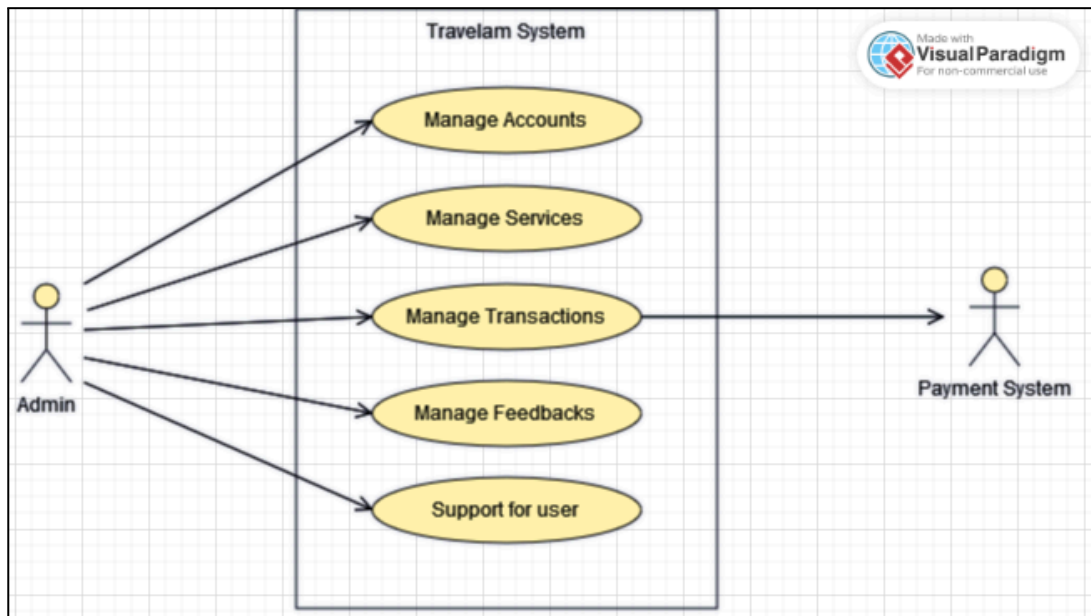 Travelam System
Made with
Visual Paradigm
For non-commercial use
Manage Accounts
Manage Services
Manage Transactions
Admin
Payment System
Manage Feedbacks
Support for user